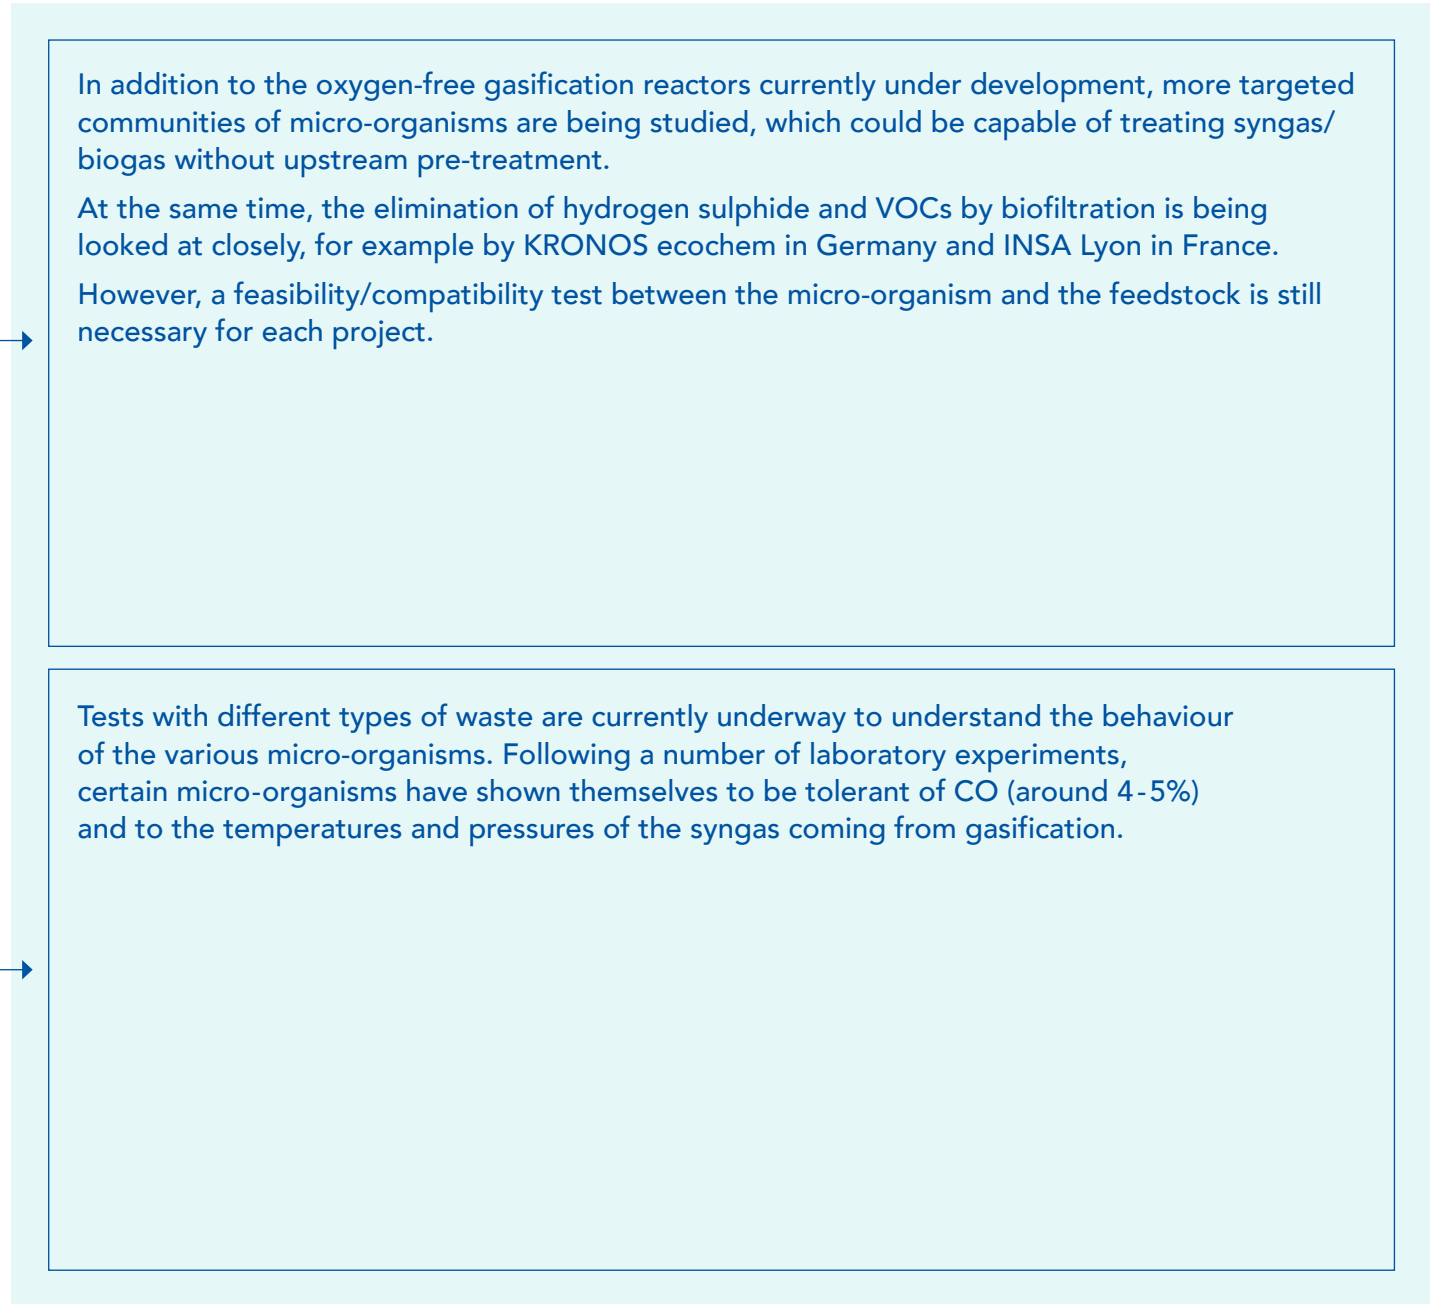 In addition to the oxygen-free gasification reactors currently under development, more targeted
communities of micro-organisms are being studied, which could be capable of treating syngas/
biogas without upstream pre-treatment.
At the same time, the elimination of hydrogen sulphide and VOCs by biofiltration is being
looked at closely, for example by KRONOS ecochem in Germany and INSA Lyon in France.
However, a feasibility/compatibility test between the micro-organism and the feedstock is still
necessary for each project.
Tests with different types of waste are currently underway to understand the behaviour
of the various micro-organisms. Following a number of laboratory experiments,
certain micro-organisms have shown themselves to be tolerant of CO (around 4-5%)
and to the temperatures and pressures of the syngas coming from gasification.